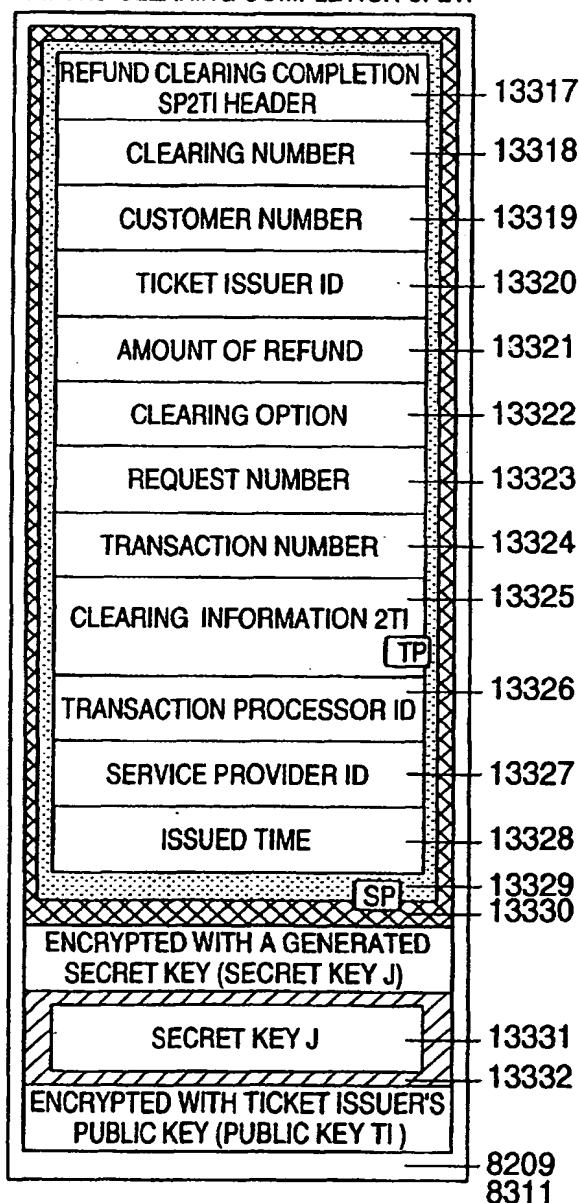 REFUND CLEARING COMPLETION
SP2TI HEADER
13317
CLEARING NUMBER
13318
CUSTOMER NUMBER
13319
TICKET ISSUER ID
13320
AMOUNT OF REFUND
13321
CLEARING OPTION
13322
REQUEST NUMBER
13323
TRANSACTION NUMBER
13324
CLEARING INFORMATION 2TI
13325
TP
TRANSACTION PROCESSOR ID
13326
SERVICE PROVIDER ID
13327
ISSUED TIME
13328
SP
13329
13330
ENCRYPTED WITH A GENERATED
SECRET KEY (SECRET KEY J)
SECRET KEY J
13331
13332
ENCRYPTED WITH TICKET ISSUER'S
PUBLIC KEY (PUBLIC KEY TI )
8209
8311